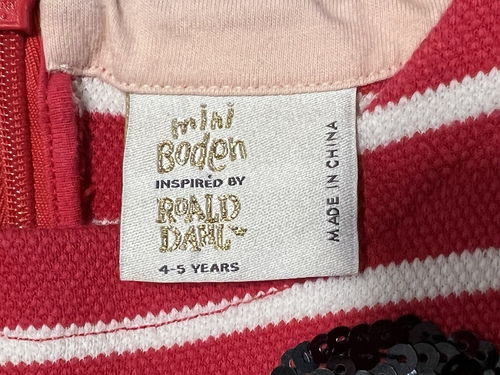 mini
Boden
INSPIRED BY
ROALD
DAHL
4-5 YEARS
MADE IN CHINA